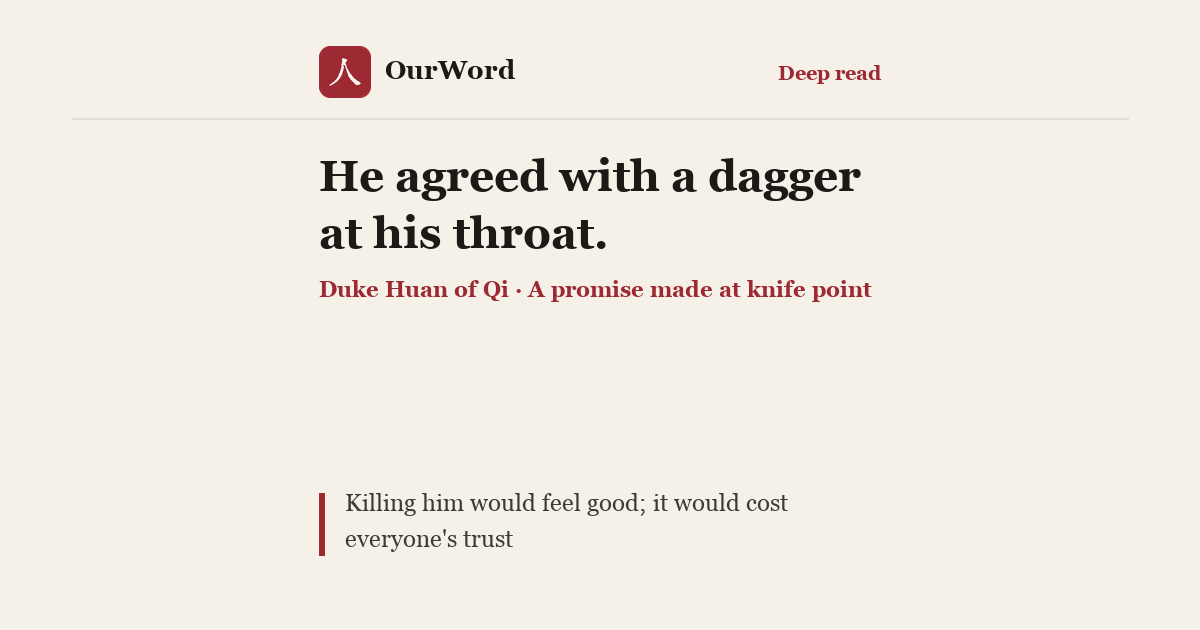 人 OurWord
Deep read
He agreed with a dagger
at his throat.
Duke Huan of Qi · A promise made at knife point
Killing him would feel good; it would cost
everyone's trust